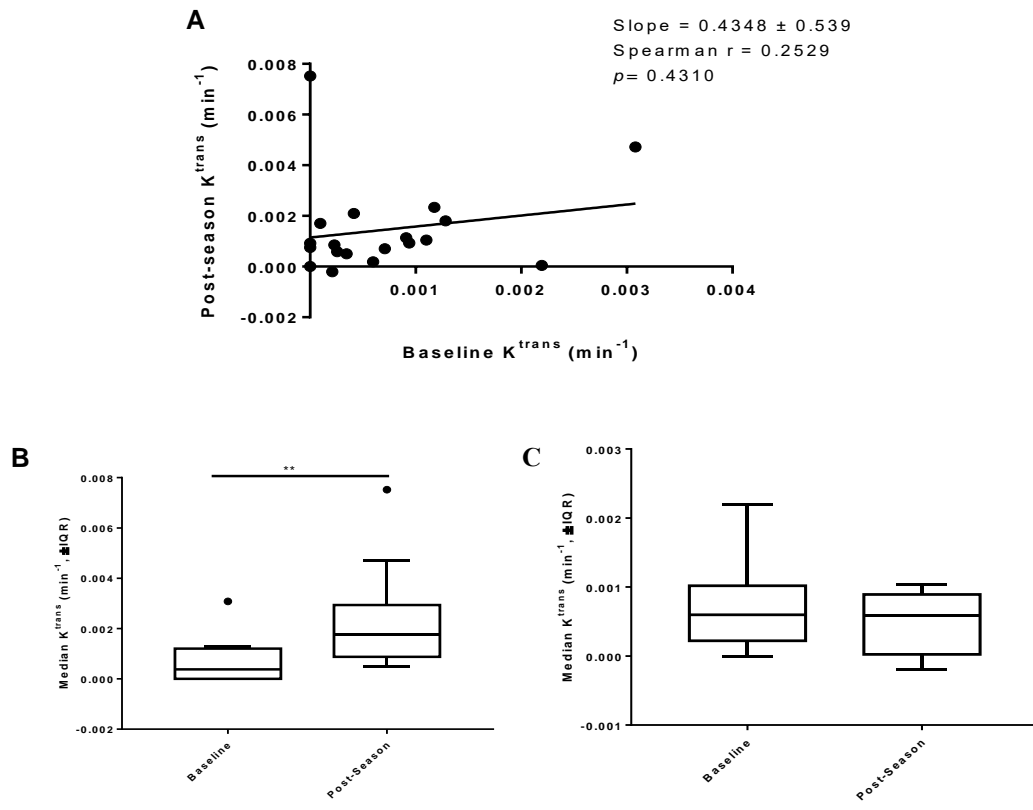 A
Slope = 0.4348 ± 0.539
Spearman r = 0.2529
p= 0.4310
Post-season K^trans (min^-1)
0.008
0.006
0.004
0.002
0.000
-0.002
0.001
0.002
0.003
0.004
Baseline K^trans (min^-1)
B
**
Median K^trans (min^-1, ±IQR)
0.008
0.006
0.004
0.002
0.000
-0.002
Baseline
Post-Season
C
Median K^trans (min^-1, ±IQR)
0.003
0.002
0.001
0.000
-0.001
Baseline
Post-Season